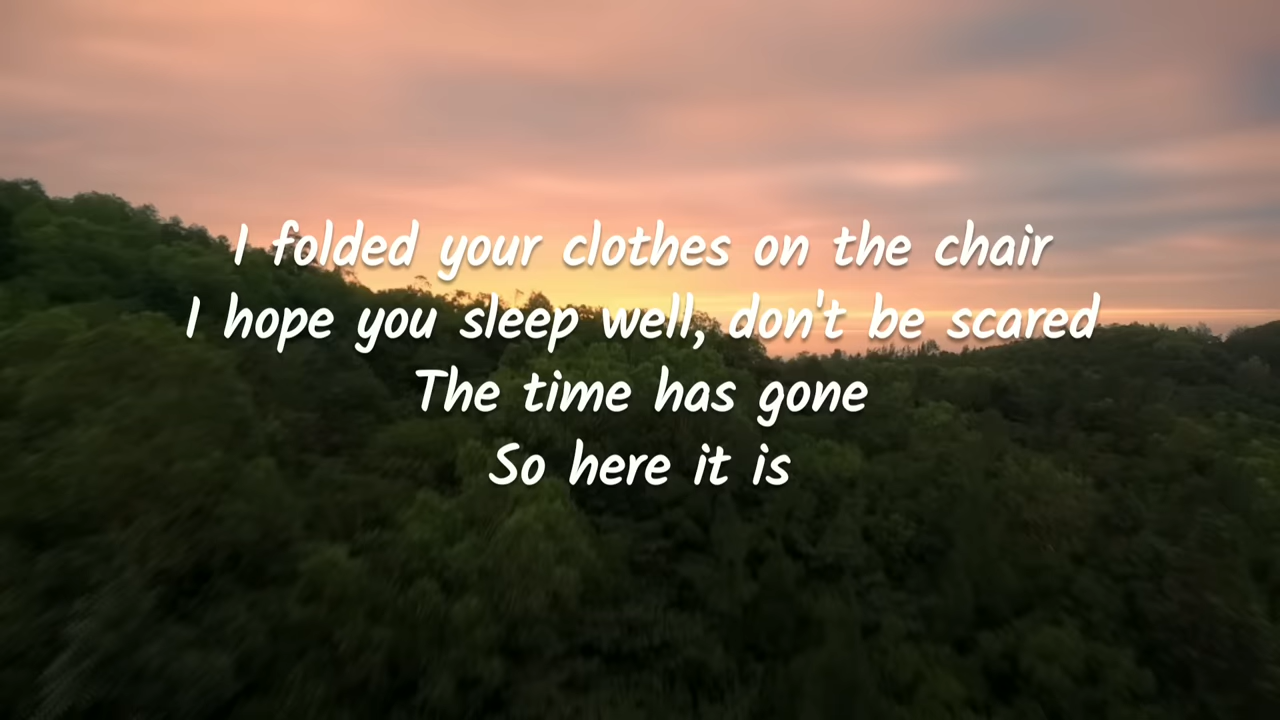 I folded your clothes on the chair
I hope you sleep well, don't be scared
The time has gone
So here it is